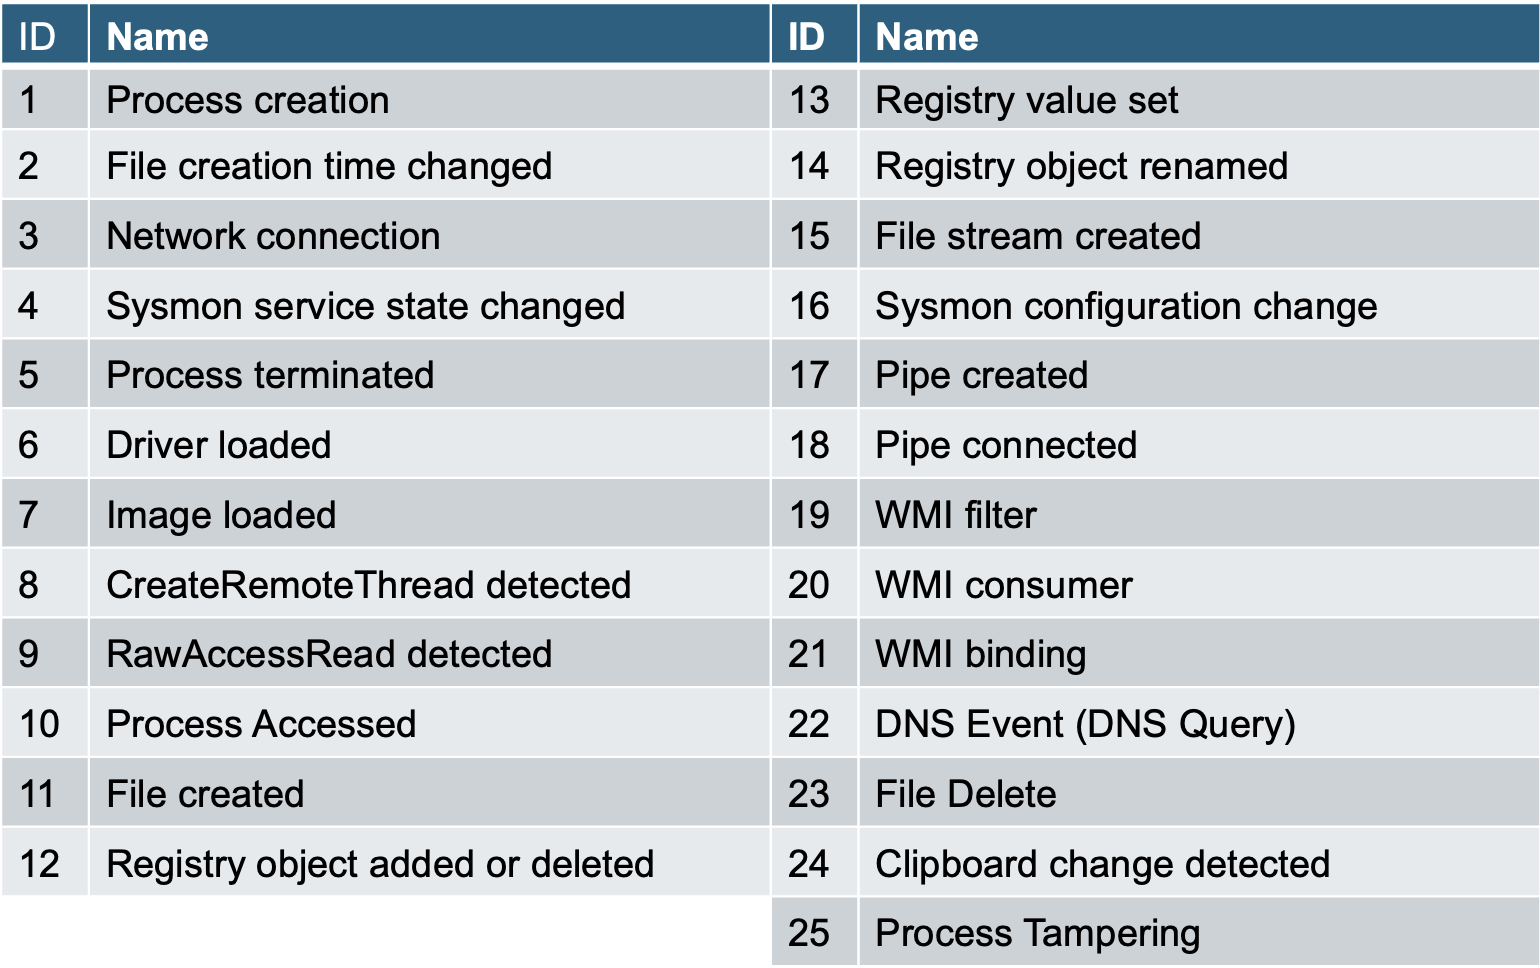 ID Name ID Name
1 Process creation 13 Registry value set
2 File creation time changed 14 Registry object renamed
3 Network connection 15 File stream created
4 Sysmon service state changed 16 Sysmon configuration change
5 Process terminated 17 Pipe created
6 Driver loaded 18 Pipe connected
7 Image loaded 19 WMI filter
8 CreateRemoteThread detected 20 WMI consumer
9 RawAccessRead detected 21 WMI binding
10 Process Accessed 22 DNS Event (DNS Query)
11 File created 23 File Delete
12 Registry object added or deleted 24 Clipboard change detected
25 Process Tampering